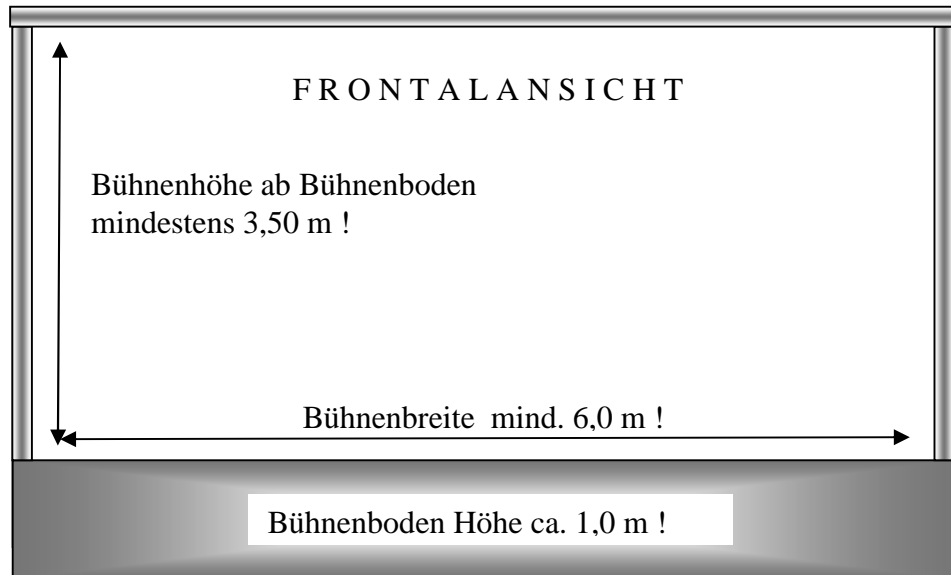 F R O N T A L A N S I C H T
Bühnenhöhe ab Bühnenboden
mindestens 3,50 m !
Bühnenbreite mind. 6,0 m !
Bühnenboden Höhe ca. 1,0 m !